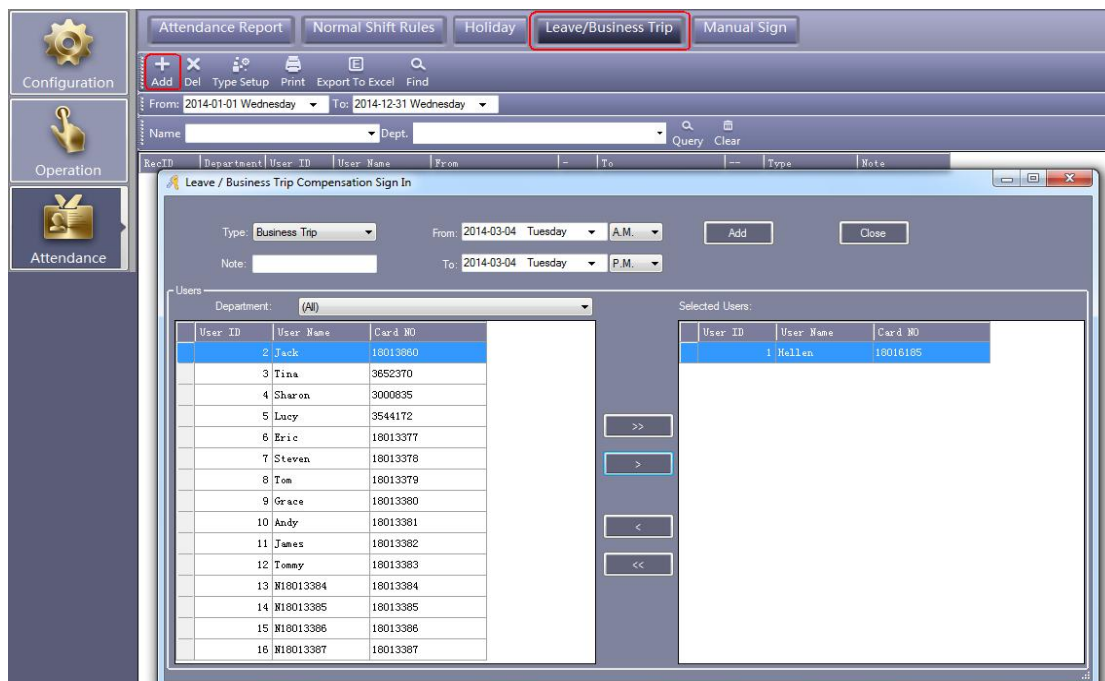 Attendance Report Normal Shift Rules Holiday Leave/Business Trip Manual Sign
Add Del Type Setup Print Export To Excel Find
Configuration
From: 2014-01-01 Wednesday To: 2014-12-31 Wednesday
Name Dept. Query Clear
Operation
RecID Department User ID User Name From - To -- Type Note
Leave / Business Trip Compensation Sign In
Attendance
Type: Business Trip From: 2014-03-04 Tuesday A.M. Add Close
Note: To: 2014-03-04 Tuesday P.M.
Users
Department: (All) Selected Users:
User ID User Name Card NO User ID User Name Card NO
2 Jack 18013860 1 Hellen 18016185
3 Tina 3652370
4 Sharon 3000835
5 Lucy 3544172
6 Eric 18013377
7 Steven 18013378
8 Tom 18013379
9 Grace 18013380
10 Andy 18013381
11 James 18013382
12 Tommy 18013383
13 N18013384 18013384
14 N18013385 18013385
15 N18013386 18013386
16 N18013387 18013387
>>
>
<
<<